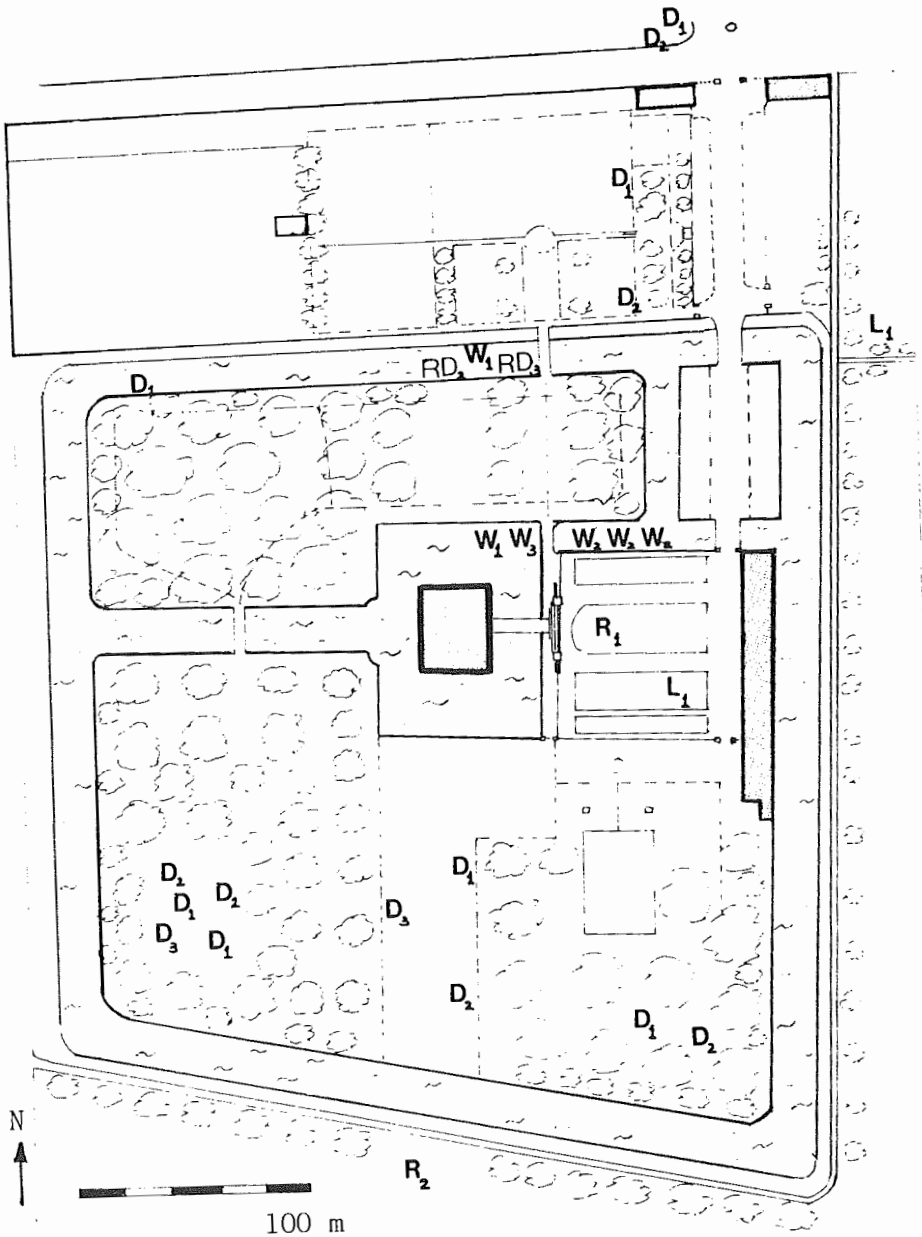 D₁
D₂
D₁
D₂
L₁
W₁
RD₂ RD₃
D₁
W₁ W₃ W₂ W₂ W₂
R₁
L₁
D₁
D₂
D₂
D₁
D₃
D₃ D₁
D₂
D₁
D₂
N
R₂
100 m